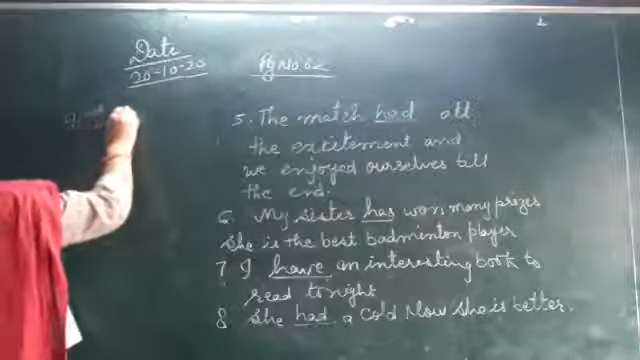 Date
20-10-20
Pg No 62
5. The match had all
the excitement and
we enjoyed ourselves till
the end.
6. My sister has won many prizes
She is the best badminton player
7 I have an interesting book to
read tonight
8. She had a cold Now she is better.